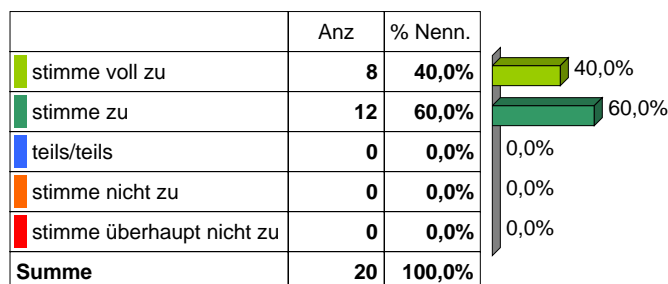 Anz % Nenn.
stimme voll zu 8 40,0% 40,0%
stimme zu 12 60,0% 60,0%
teils/teils 0 0,0% 0,0%
stimme nicht zu 0 0,0% 0,0%
stimme überhaupt nicht zu 0 0,0% 0,0%
Summe 20 100,0%